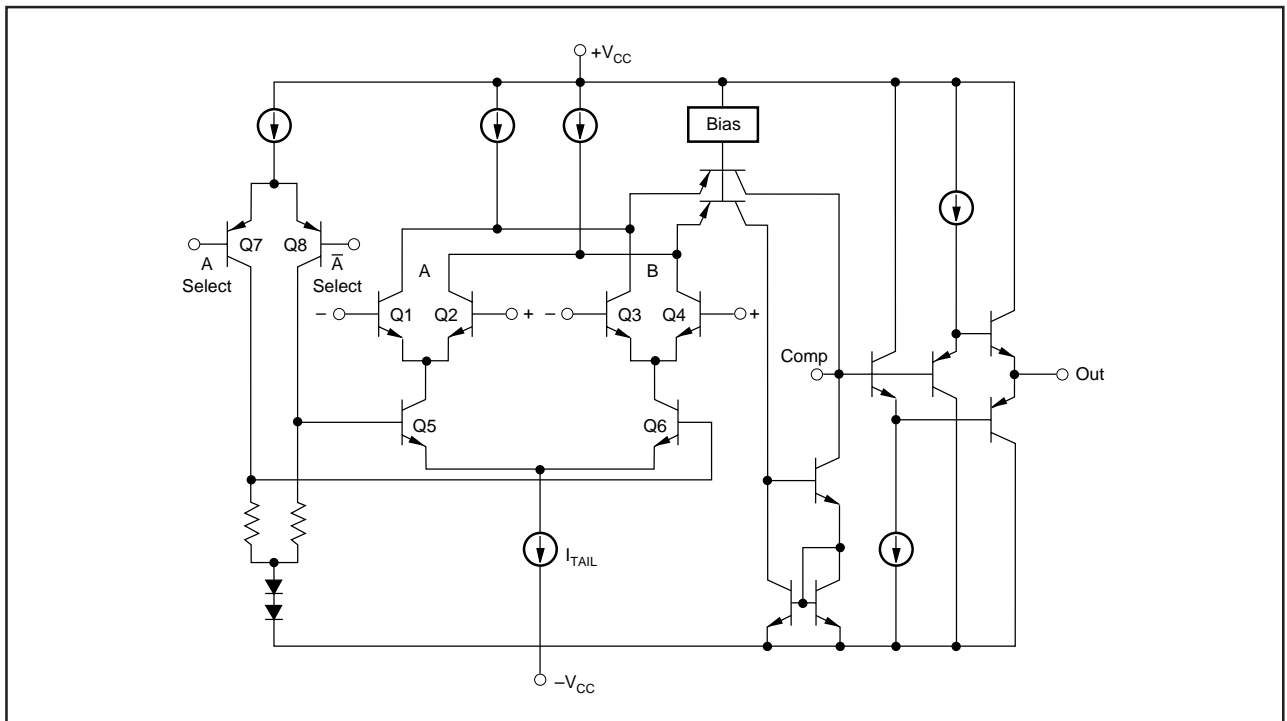 +VCC
Bias
Q7
Q8
A
Select
A̅
Select
A
B
–
Q1
Q2
+
–
Q3
Q4
+
Comp
Out
Q5
Q6
ITAIL
–VCC